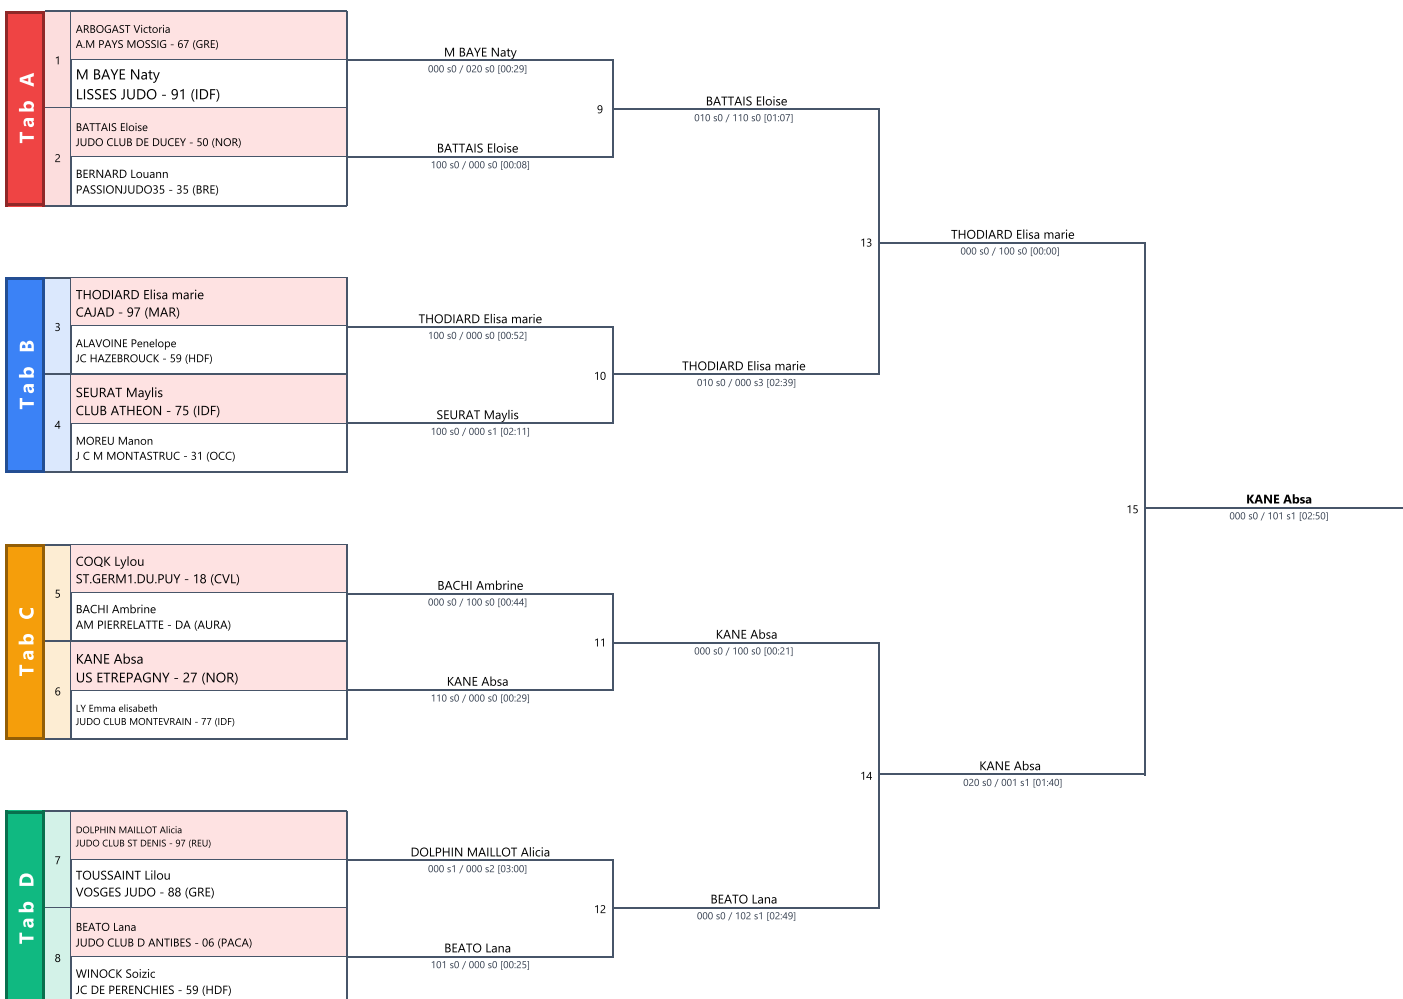 Tab A
1
ARBOGAST Victoria
A.M PAYS MOSSIG - 67 (GRE)
M BAYE Naty
LISSES JUDO - 91 (IDF)
2
BATTAIS Eloise
JUDO CLUB DE DUCEY - 50 (NOR)
BERNARD Louann
PASSIONJUDO35 - 35 (BRE)
M BAYE Naty
000 s0 / 020 s0 [00:29]
9
BATTAIS Eloise
100 s0 / 000 s0 [00:08]
BATTAIS Eloise
010 s0 / 110 s0 [01:07]
Tab B
3
THODIARD Elisa marie
CAJAD - 97 (MAR)
ALAVOINE Penelope
JC HAZEBROUCK - 59 (HDF)
4
SEURAT Maylis
CLUB ATHEON - 75 (IDF)
MOREU Manon
J C M MONTASTRUC - 31 (OCC)
THODIARD Elisa marie
100 s0 / 000 s0 [00:52]
10
SEURAT Maylis
100 s0 / 000 s1 [02:11]
THODIARD Elisa marie
010 s0 / 000 s3 [02:39]
13
THODIARD Elisa marie
000 s0 / 100 s0 [00:00]
Tab C
5
COQK Lylou
ST.GERM1.DU.PUY - 18 (CVL)
BACHI Ambrine
AM PIERRELATTE - DA (AURA)
6
KANE Absa
US ETREPAGNY - 27 (NOR)
LY Emma elisabeth
JUDO CLUB MONTEVRAIN - 77 (IDF)
BACHI Ambrine
000 s0 / 100 s0 [00:44]
11
KANE Absa
110 s0 / 000 s0 [00:29]
KANE Absa
000 s0 / 100 s0 [00:21]
Tab D
7
DOLPHIN MAILLOT Alicia
JUDO CLUB ST DENIS - 97 (REU)
TOUSSAINT Lilou
VOSGES JUDO - 88 (GRE)
8
BEATO Lana
JUDO CLUB D ANTIBES - 06 (PACA)
WINOCK Soizic
JC DE PERENCHIES - 59 (HDF)
DOLPHIN MAILLOT Alicia
000 s1 / 000 s2 [03:00]
12
BEATO Lana
101 s0 / 000 s0 [00:25]
BEATO Lana
000 s0 / 102 s1 [02:49]
14
KANE Absa
020 s0 / 001 s1 [01:40]
15
KANE Absa
000 s0 / 101 s1 [02:50]